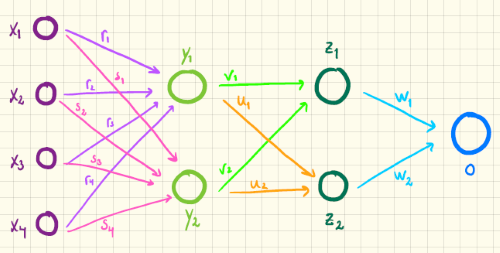 x1
r1
y1
z1
s1
v1
w1
x2
r2
u1
s2
r3
o
x3
s3
v2
w2
r4
u2
x4
s4
y2
z2